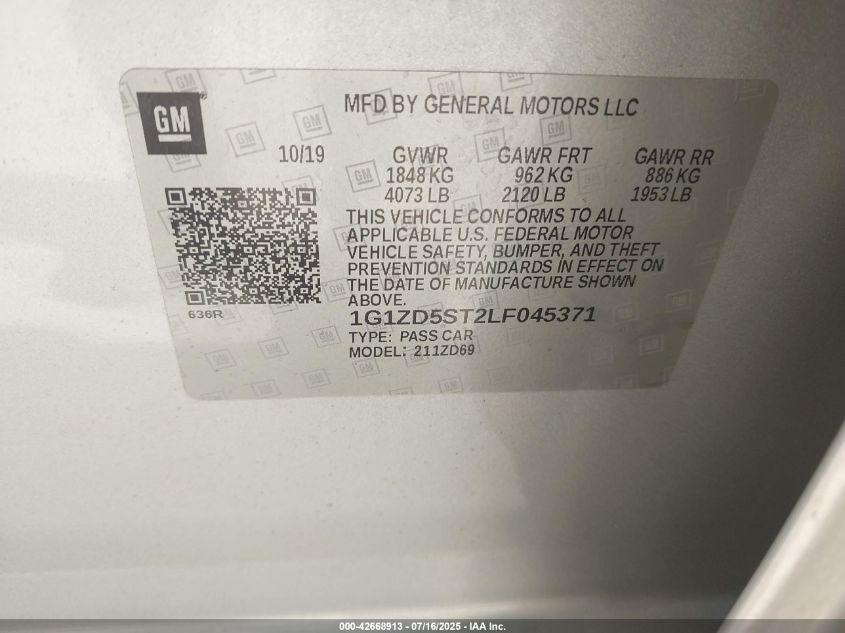 GM
MFD BY GENERAL MOTORS LLC
10/19 GVWR GAWR FRT GAWR RR
1848 KG 962 KG 886 KG
4073 LB 2120 LB 1953 LB
THIS VEHICLE CONFORMS TO ALL
APPLICABLE U.S. FEDERAL MOTOR
VEHICLE SAFETY, BUMPER, AND THEFT
PREVENTION STANDARDS IN EFFECT ON
THE DATE OF MANUFACTURE SHOWN
ABOVE.
636R
1G1ZD5ST2LF045371
TYPE: PASS CAR
MODEL: 211ZD69
000-42668913 - 07/16/2025 - IAA Inc.